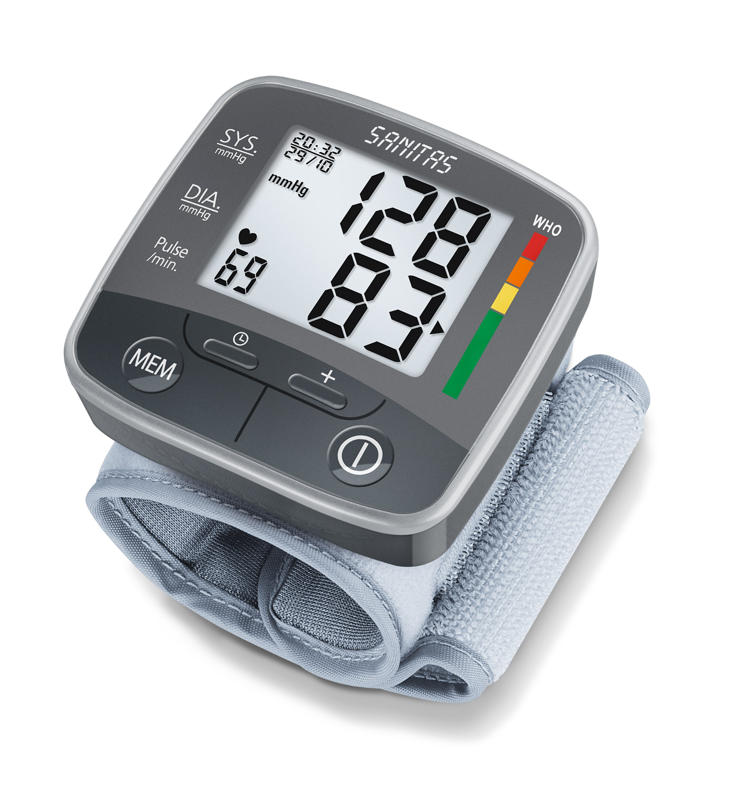 SANITAS
SYS.
mmHg
20:32
29/10
mmHg
128
WHO
DIA.
mmHg
83
Pulse
/min.
69
MEM
+